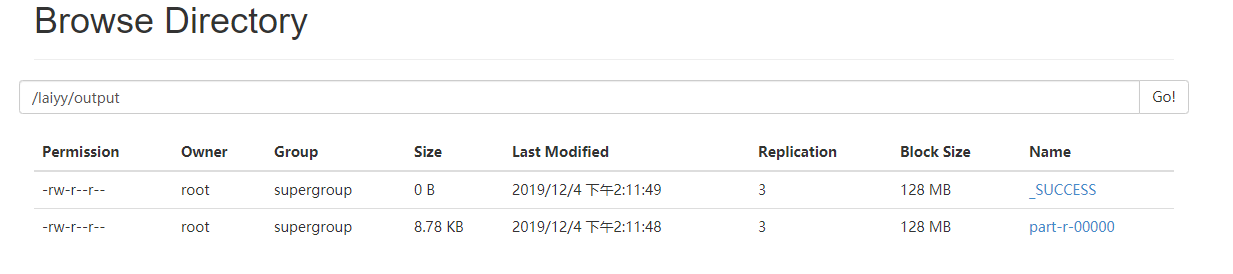 Browse Directory
/laiyy/output Go!
Permission Owner Group Size Last Modified Replication Block Size Name
-rw-r--r-- root supergroup 0 B 2019/12/4 下午2:11:49 3 128 MB _SUCCESS
-rw-r--r-- root supergroup 8.78 KB 2019/12/4 下午2:11:48 3 128 MB part-r-00000